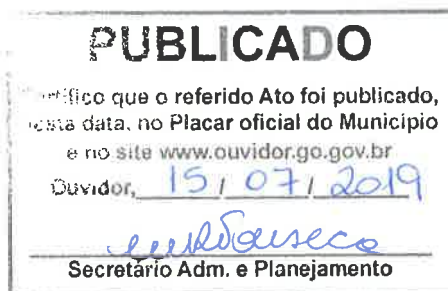 PUBLICADO
que o referido Ato foi publicado,
data, no Placar oficial do Município
e no site www.ouvidor.go.gov.br
Ouvidor, 15 / 07 / 2019
Secretário Adm. e Planejamento